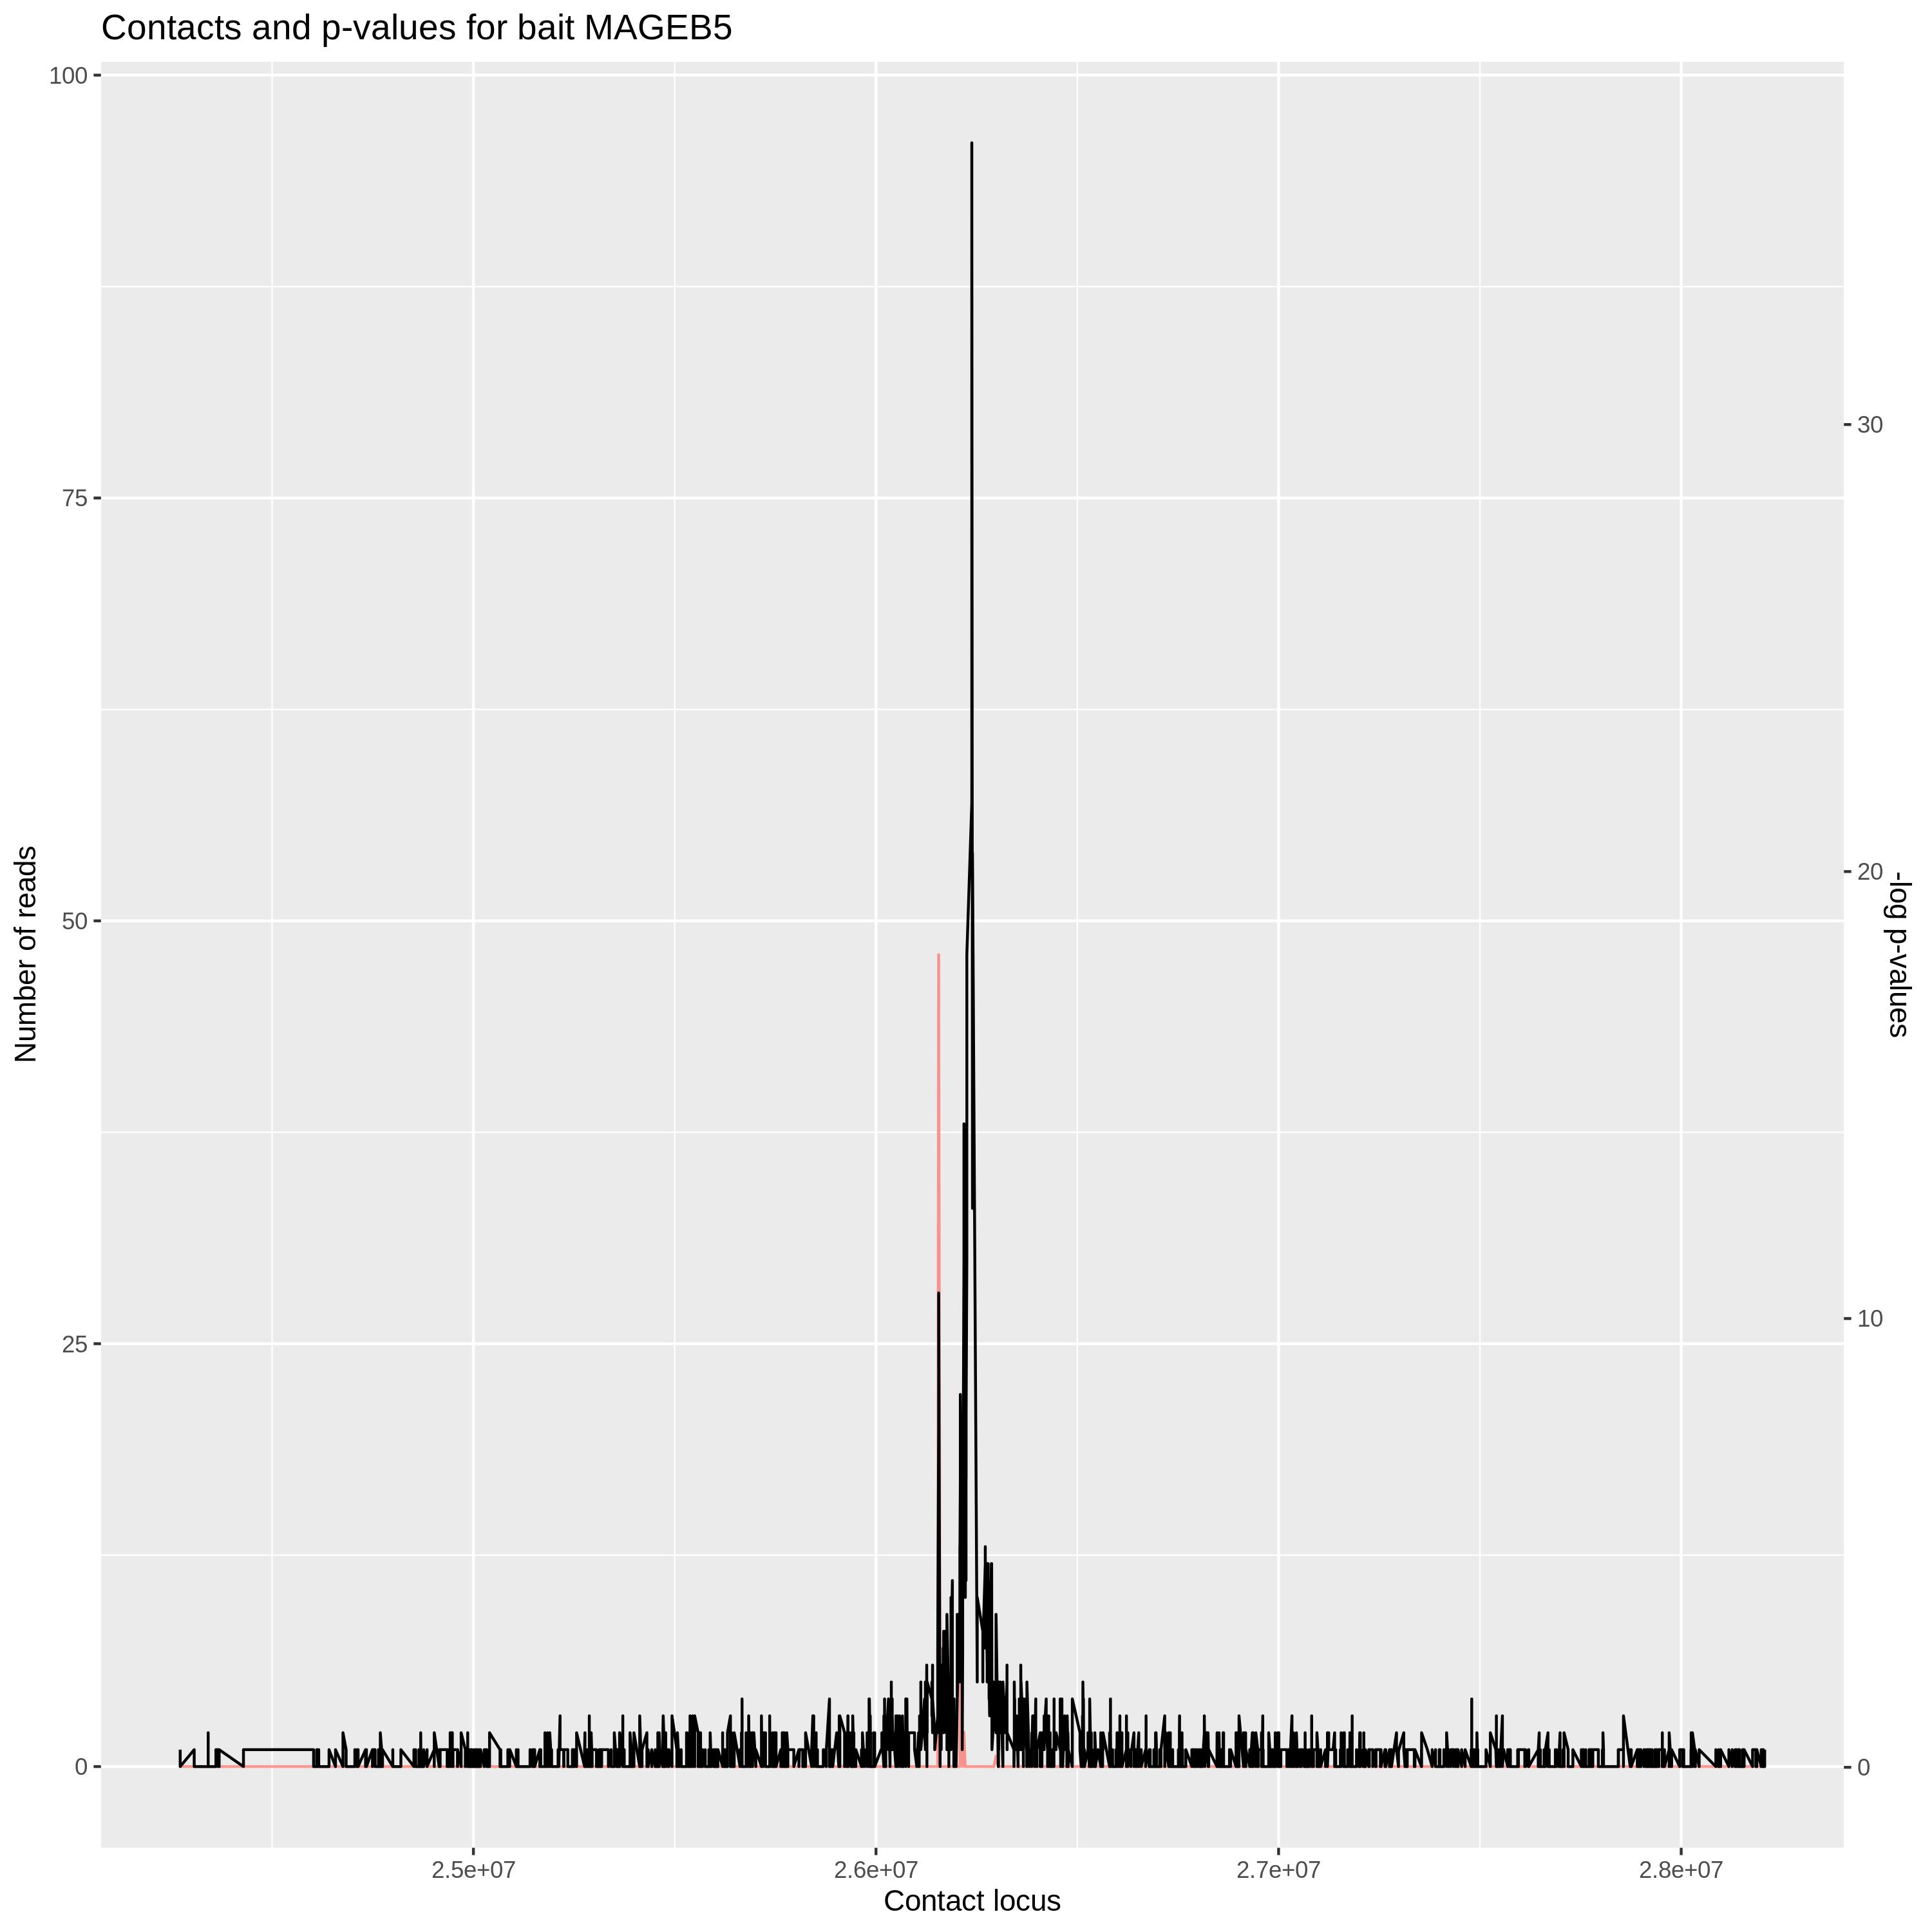 Contacts and p-values for bait MAGEB5
100
75
50
25
0
Number of reads
30
20
10
0
-log p-values
2.5e+07
2.6e+07
2.7e+07
2.8e+07
Contact locus